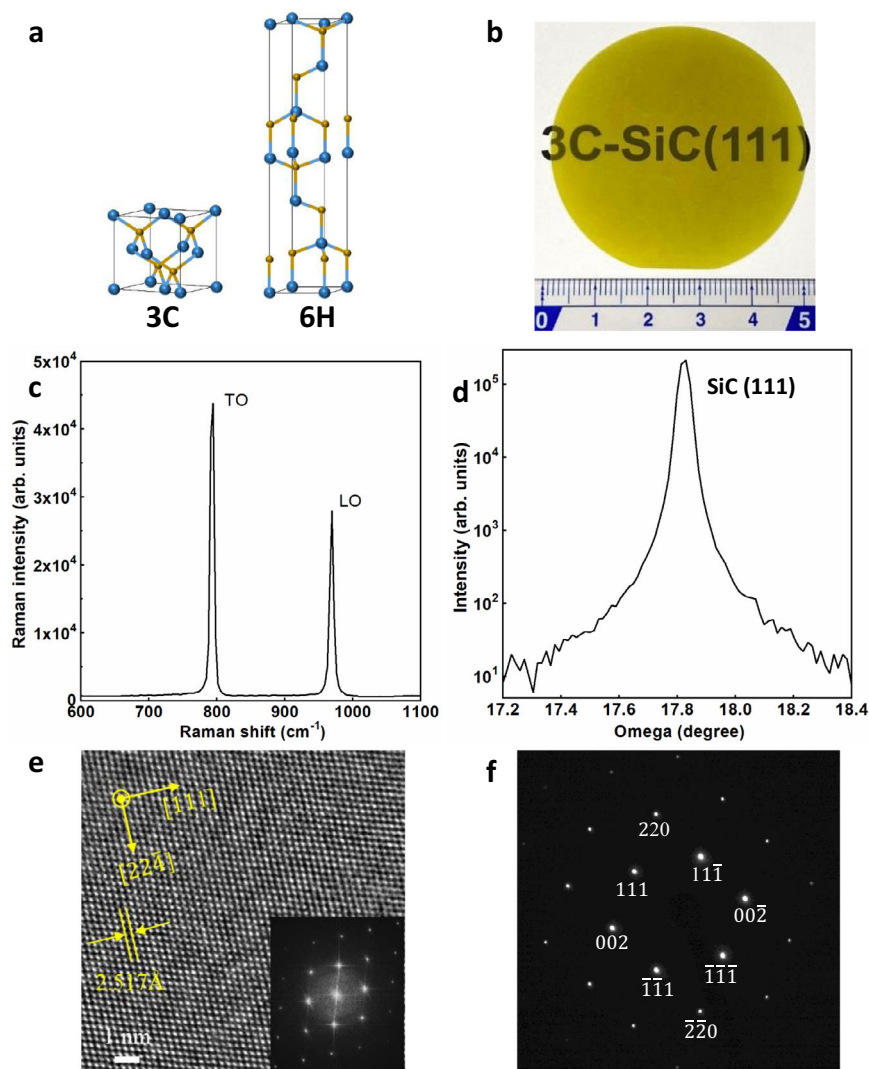 a
3C
6H
b
3C-SiC(111)
0 1 2 3 4 5
c
5x10⁴
4x10⁴
3x10⁴
2x10⁴
1x10⁴
0
Raman intensity (arb. units)
TO
LO
600 700 800 900 1000 1100
Raman shift (cm⁻¹)
d
SiC (111)
10⁵
10⁴
10³
10²
10¹
Intensity (arb. units)
17.2 17.4 17.6 17.8 18.0 18.2 18.4
Omega (degree)
e
[111]
[224̄]
2.517Å
1 nm
f
220
111̄
111
002̄
002
1̄1̄1̄
1̄1̄1
2̄2̄0